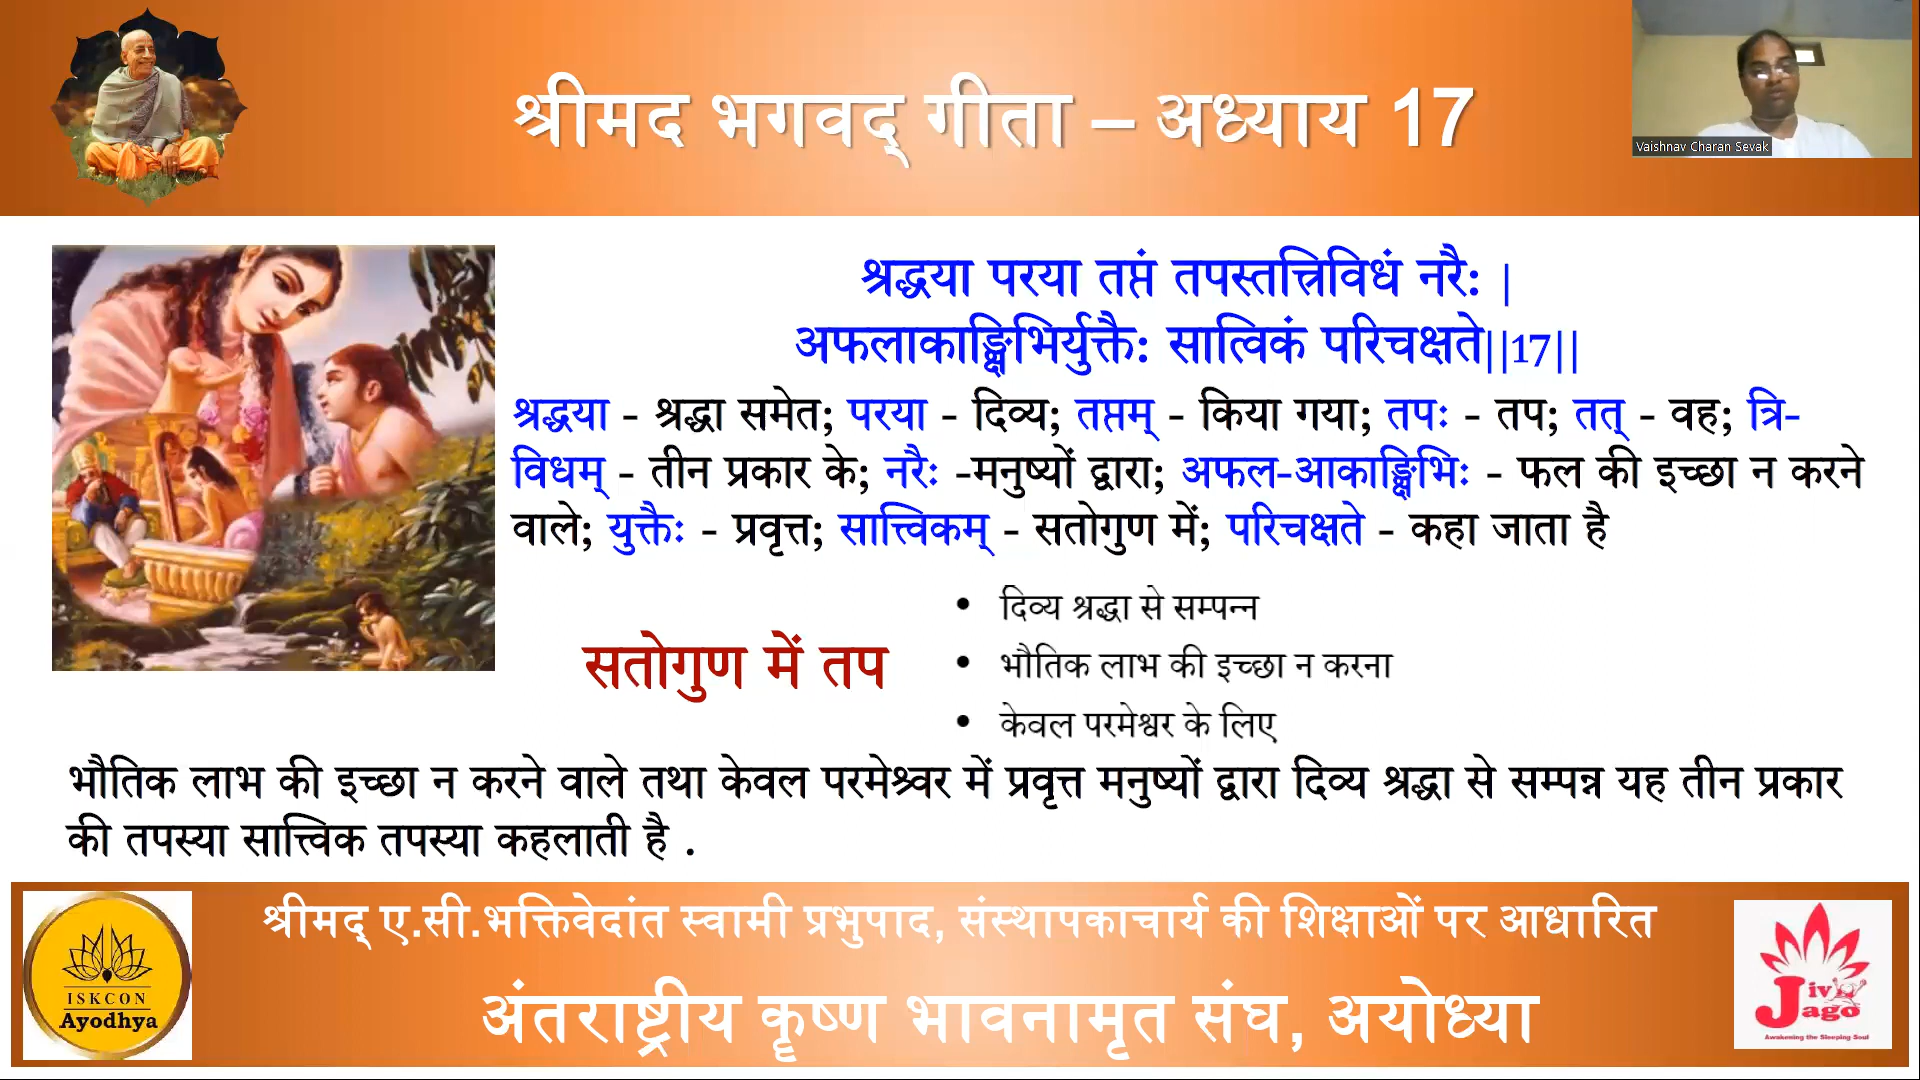 श्रीमद भगवद् गीता – अध्याय 17
Vaishnav Charan Sevak
श्रद्धया परया तप्तं तपस्तत्त्रिविधं नरै: |
अफलाकाङ्क्षिभिर्युक्तै: सात्विकं परिचक्षते||17||
श्रद्धया - श्रद्धा समेत; परया - दिव्य; तप्तम् - किया गया; तपः - तप; तत् - वह; त्रि-
विधम् - तीन प्रकार के; नरैः -मनुष्यों द्वारा; अफल-आकाङ्क्षिभिः - फल की इच्छा न करने
वाले; युक्तैः - प्रवृत्त; सात्त्विकम् - सतोगुण में; परिचक्षते - कहा जाता है
सतोगुण में तप
• दिव्य श्रद्धा से सम्पन्न
• भौतिक लाभ की इच्छा न करना
• केवल परमेश्वर के लिए
भौतिक लाभ की इच्छा न करने वाले तथा केवल परमेश्र्वर में प्रवृत्त मनुष्यों द्वारा दिव्य श्रद्धा से सम्पन्न यह तीन प्रकार
की तपस्या सात्त्विक तपस्या कहलाती है .
श्रीमद् ए.सी.भक्तिवेदांत स्वामी प्रभुपाद, संस्थापकाचार्य की शिक्षाओं पर आधारित
अंतराष्ट्रीय कृष्ण भावनामृत संघ, अयोध्या
ISKCON
Ayodhya
Jiv
Jago
Awakening the Sleeping Soul